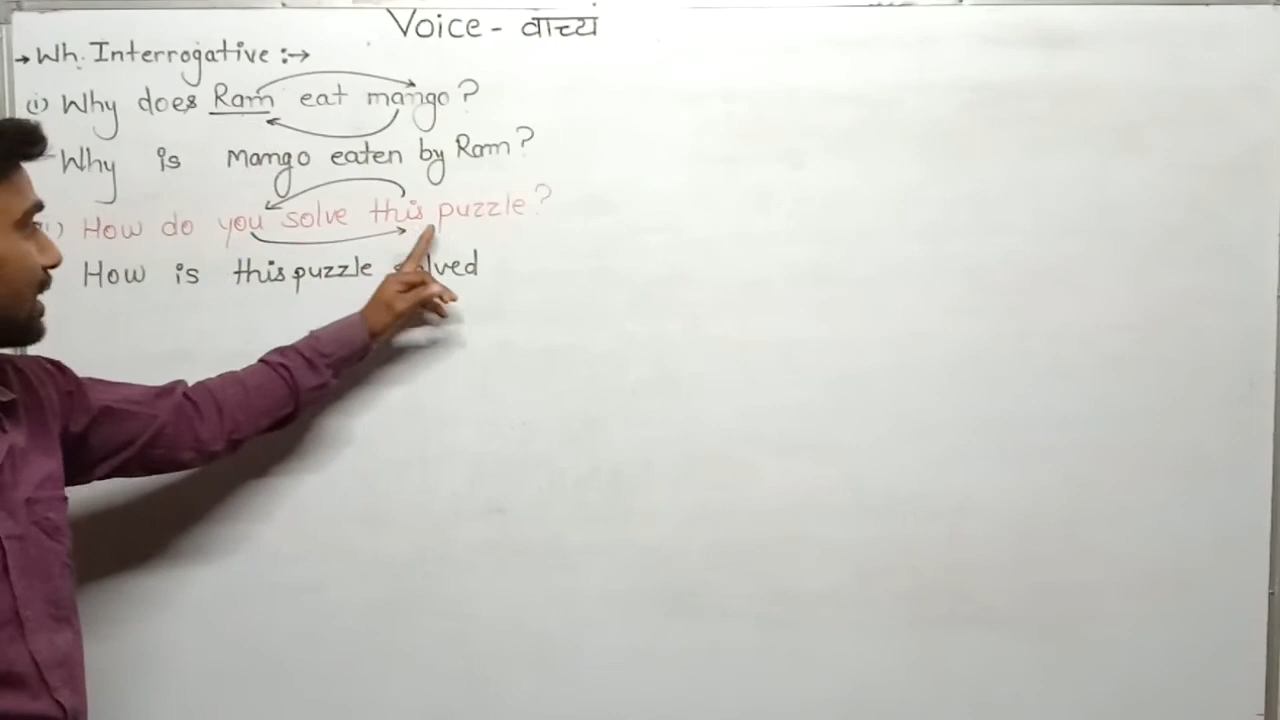 Voice - वाच्य
→ Wh. Interrogative :→
(i) Why does Ram eat mango?
Why is Mango eaten by Ram?
How do you solve this puzzle?
How is this puzzle solved